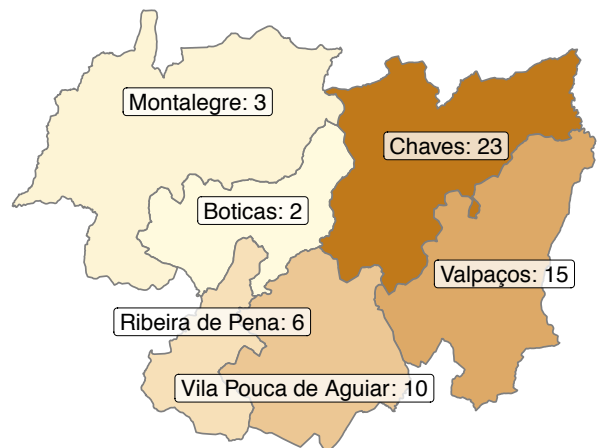 Montalegre: 3
Chaves: 23
Boticas: 2
Valpaços: 15
Ribeira de Pena: 6
Vila Pouca de Aguiar: 10